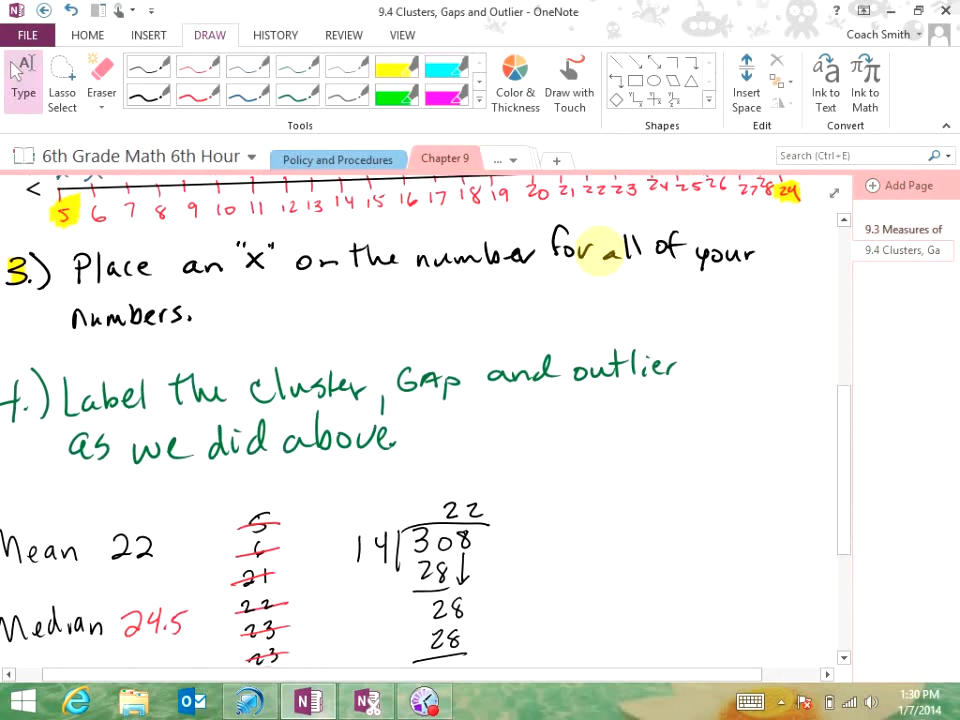 9.4 Clusters, Gaps and Outlier - OneNote
FILE HOME INSERT DRAW HISTORY REVIEW VIEW
Coach Smith
Type
Lasso Select
Eraser
Color & Thickness
Draw with Touch
Insert Space
Ink to Text
Ink to Math
Tools
Shapes
Edit
Convert
6th Grade Math 6th Hour
Policy and Procedures
Chapter 9
...
Search (Ctrl+E)
Add Page
9.3 Measures of
9.4 Clusters, Ga
< 5 6 7 8 9 10 11 12 13 14 15 16 17 18 19 20 21 22 23 24 25 26 27 28 29
3.) Place an "x" on the number for all of your
numbers.
4.) Label the cluster, GAP and outlier
as we did above.
Mean 22
Median 24.5
5
6
21
22
23
23
22
14 308
28
28
28
1:30 PM
1/7/2014